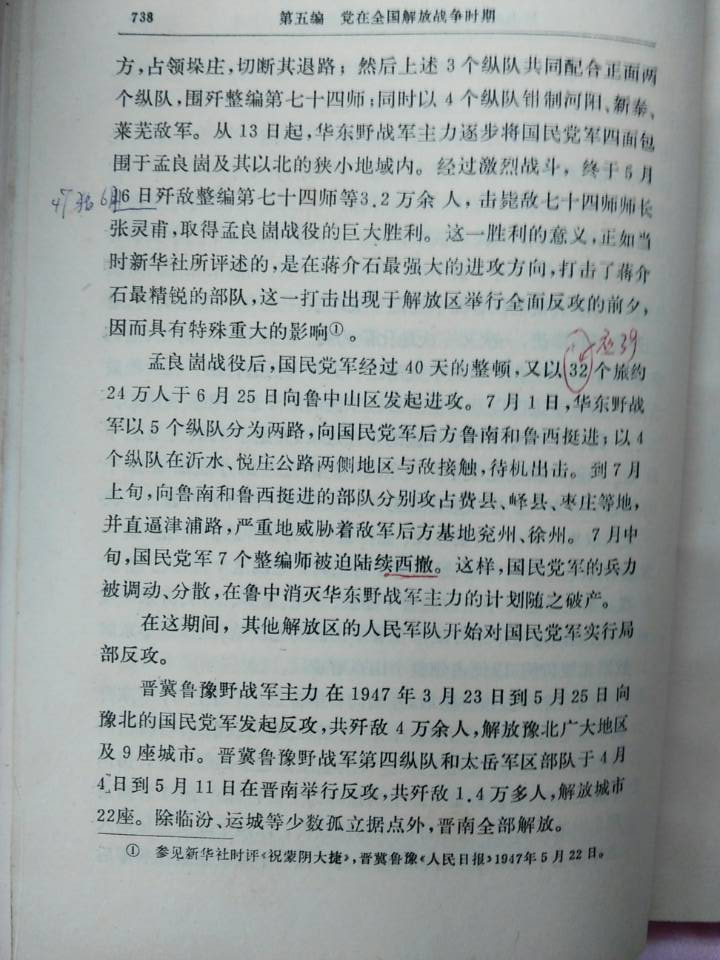 738 第五编 党在全国解放战争时期
方,占领垛庄,切断其退路;然后上述3个纵队共同配合正面两
个纵队,围歼整编第七十四师;同时以4个纵队钳制河阳、新泰、
莱芜敌军。从13日起,华东野战军主力逐步将国民党军四面包
围于孟良崮及其以北的狭小地域内。经过激烈战斗,终于5月
16日歼敌整编第七十四师等3.2万余人,击毙敌七十四师师长
张灵甫,取得孟良崮战役的巨大胜利。这一胜利的意义,正如当
时新华社所评述的,是在蒋介石最强大的进攻方向,打击了蒋介
石最精锐的部队,这一打击出现于解放区举行全面反攻的前夕,
因而具有特殊重大的影响①。
应39
孟良崮战役后,国民党军经过40天的整顿,又以32个旅约
24万人于6月25日向鲁中山区发起进攻。7月1日,华东野战
军以5个纵队分为两路,向国民党军后方鲁南和鲁西挺进;以4
个纵队在沂水、悦庄公路两侧地区与敌接触,待机出击。到7月
上旬,向鲁南和鲁西挺进的部队分别攻占费县、峄县、枣庄等地,
并直逼津浦路,严重地威胁着敌军后方基地兖州、徐州。7月中
旬,国民党军7个整编师被迫陆续西撤。这样,国民党军的兵力
被调动、分散,在鲁中消灭华东野战军主力的计划随之破产。
在这期间,其他解放区的人民军队开始对国民党军实行局
部反攻。
晋冀鲁豫野战军主力在1947年3月23日到5月25日向
豫北的国民党军发起反攻,共歼敌4万余人,解放豫北广大地区
及9座城市。晋冀鲁豫野战军第四纵队和太岳军区部队于4月
4日到5月11日在晋南举行反攻,共歼敌1.4万多人,解放城市
22座。除临汾、运城等少数孤立据点外,晋南全部解放。
① 参见新华社时评《祝蒙阴大捷》,晋冀鲁豫《人民日报》1947年5月22日。